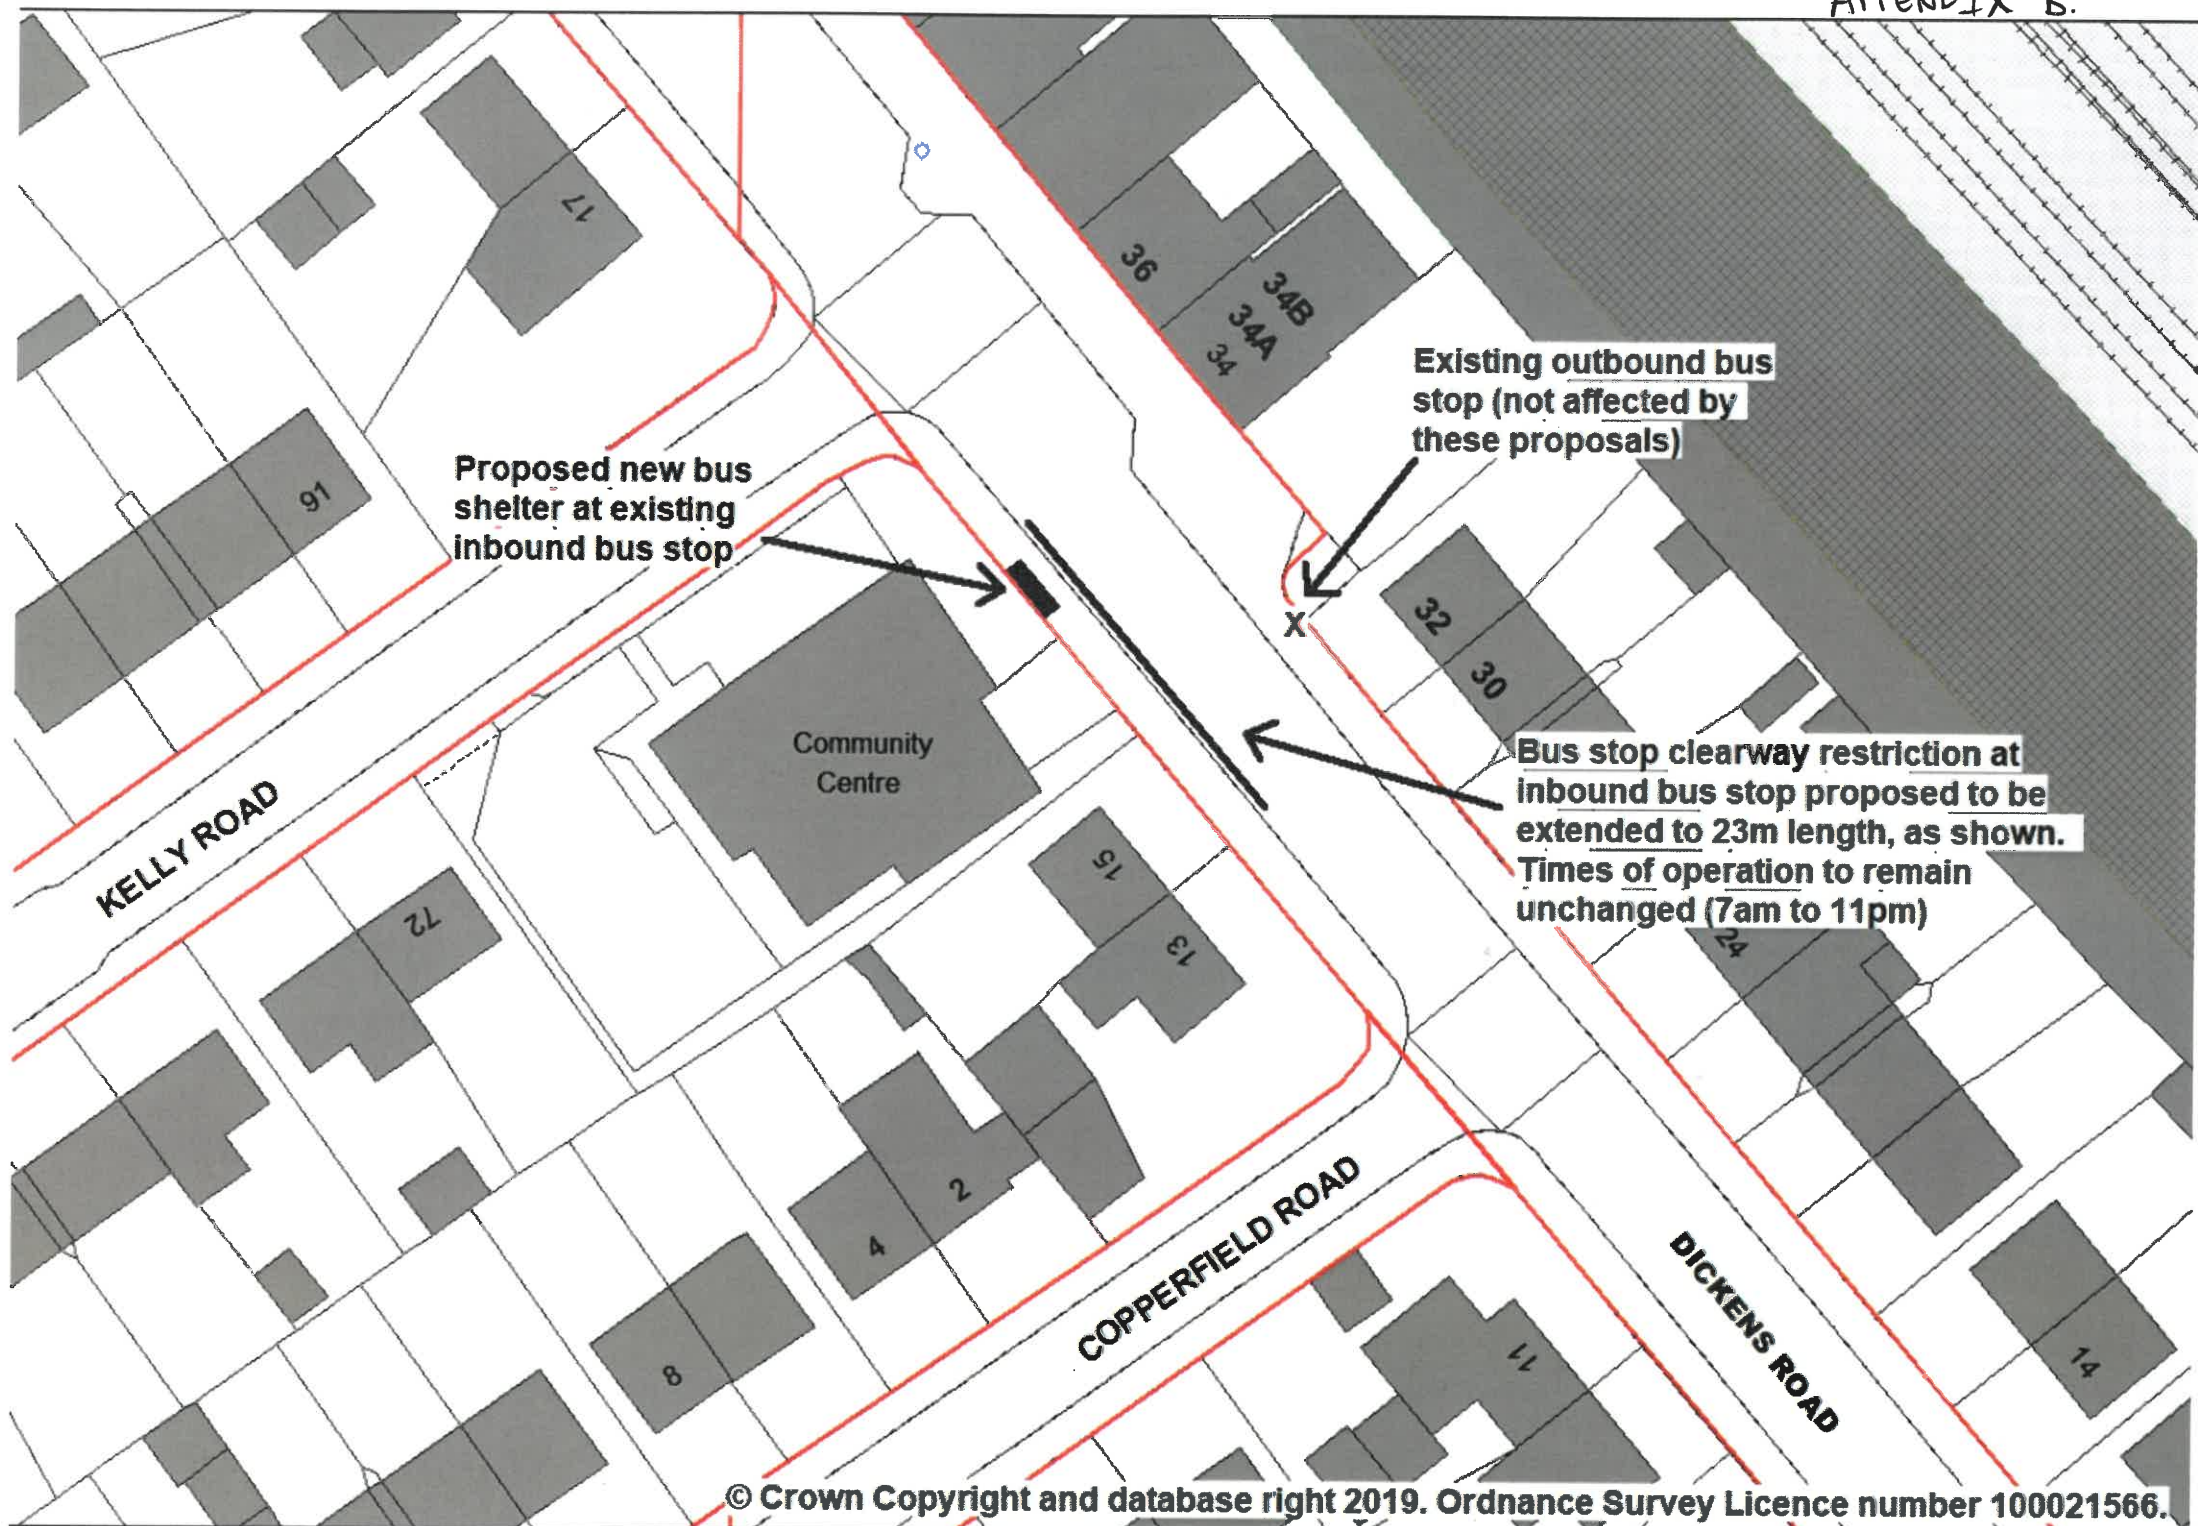 APPENDIX B.
17
36
34B
34A
34
Existing outbound bus
stop (not affected by
these proposals)
Proposed new bus
shelter at existing
inbound bus stop
91
X
32
30
Community
Centre
Bus stop clearway restriction at
inbound bus stop proposed to be
extended to 23m length, as shown.
Times of operation to remain
unchanged (7am to 11pm)
KELLY ROAD
15
72
13
24
2
4
COPPERFIELD ROAD
DICKENS ROAD
8
11
14
© Crown Copyright and database right 2019. Ordnance Survey Licence number 100021566.